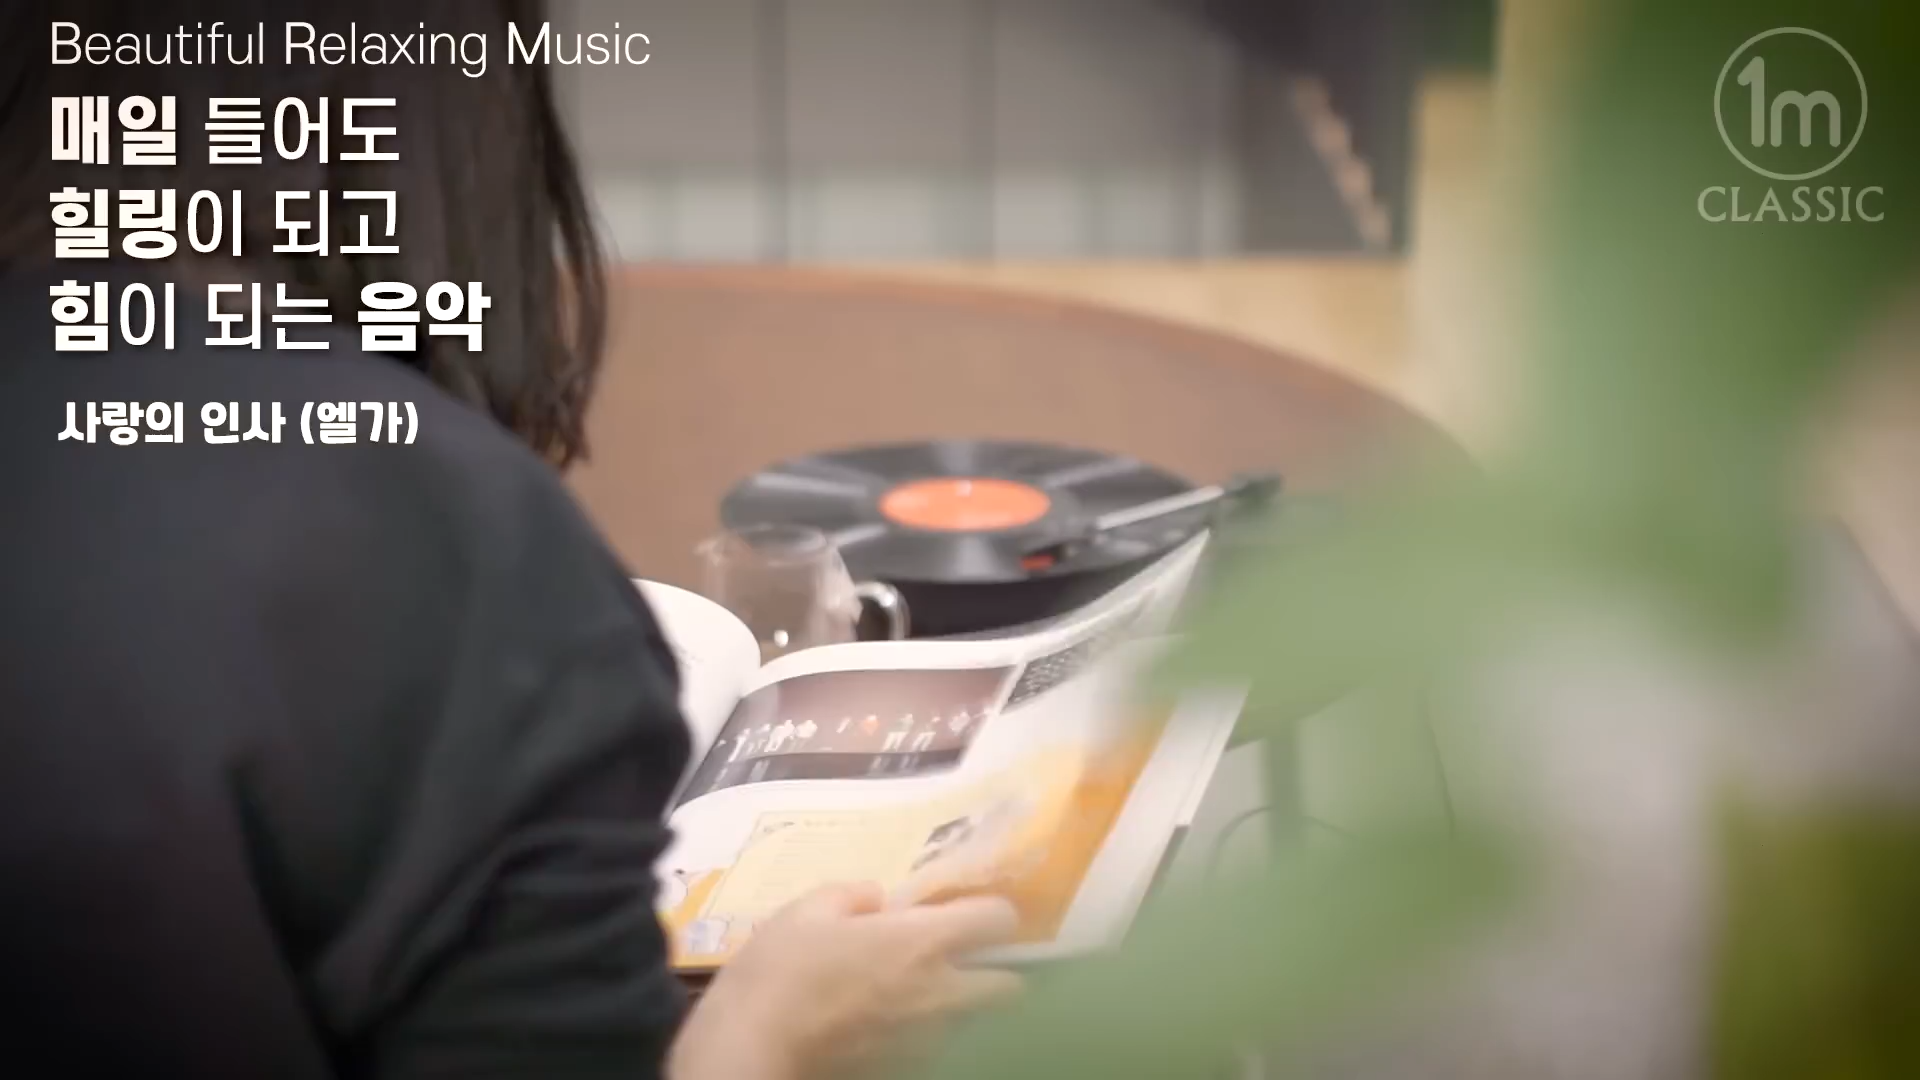 Beautiful Relaxing Music
매일 들어도
힐링이 되고
힘이 되는 음악
사랑의 인사 (엘가)
1m
CLASSIC